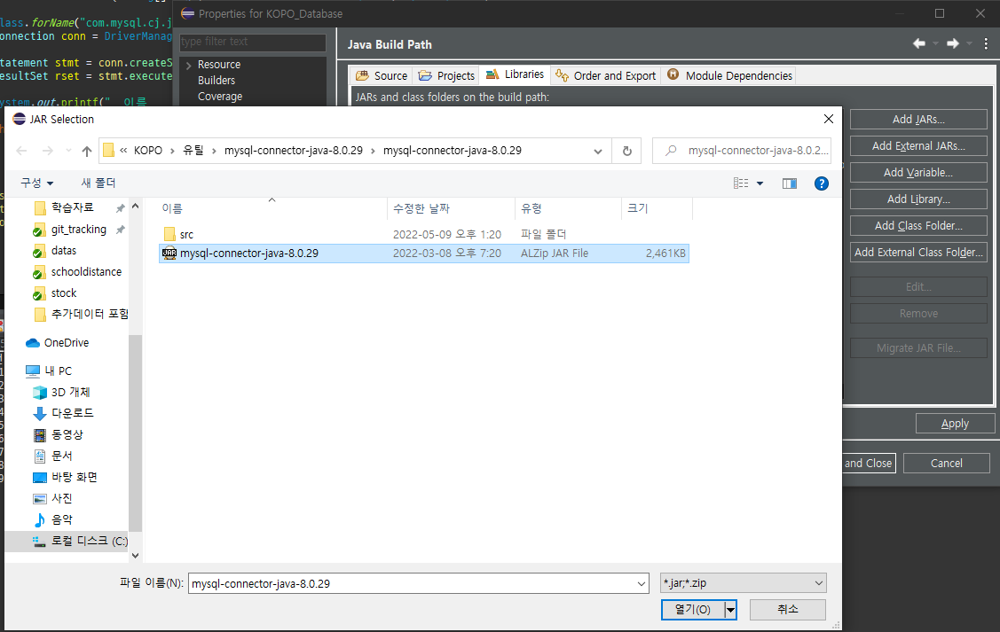 Properties for KOPO_Database
class.forName("com.mysql.cj.j
onnection conn = DriverManag
tatement stmt = conn.createS
esultSet rset = stmt.execute
ystem.out.printf(" 이름
type filter text
Resource
Builders
Coverage
Java Build Path
Source
Projects
Libraries
Order and Export
Module Dependencies
JARs and class folders on the build path:
Add JARs...
Add External JARs...
Add Variable...
Add Library...
Add Class Folder...
Add External Class Folder...
Edit...
Remove
Migrate JAR File...
Apply
and Close
Cancel
JAR Selection
« KOPO › 유틸 › mysql-connector-java-8.0.29 › mysql-connector-java-8.0.29
mysql-connector-java-8.0.2...
구성
새 폴더
학습자료
git_tracking
datas
schooldistance
stock
추가데이터 포함
OneDrive
내 PC
3D 개체
다운로드
동영상
문서
바탕 화면
사진
음악
로컬 디스크 (C:)
이름 수정한 날짜 유형 크기
src 2022-05-09 오후 1:20 파일 폴더
mysql-connector-java-8.0.29 2022-03-08 오후 7:20 ALZip JAR File 2,461KB
파일 이름(N): mysql-connector-java-8.0.29
*.jar;*.zip
열기(O)
취소